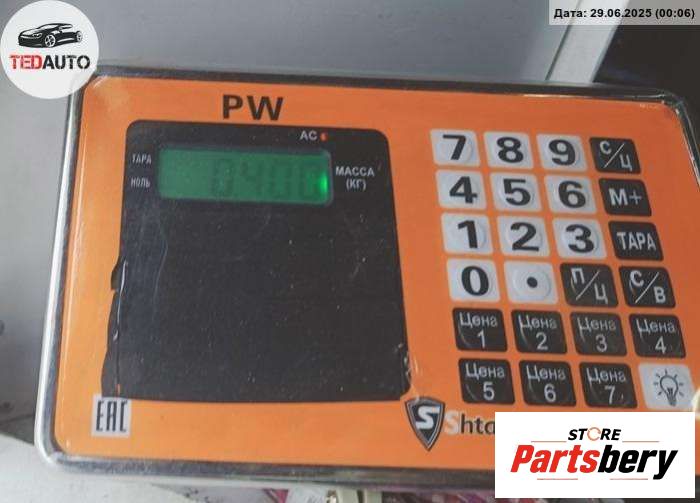 Дата: 29.06.2025 (00:06)
TEDAUTO
PW
AC
ТАРА
НОЛЬ
0.400
МАССА
(КГ)
7 8 9 С/Ц
4 5 6 М+
1 2 3 ТАРА
0 • П/Ц С/В
Цена 1 Цена 2 Цена 3 Цена 4
Цена 5 Цена 6 Цена 7
EAC
S
STORE
Partsbery